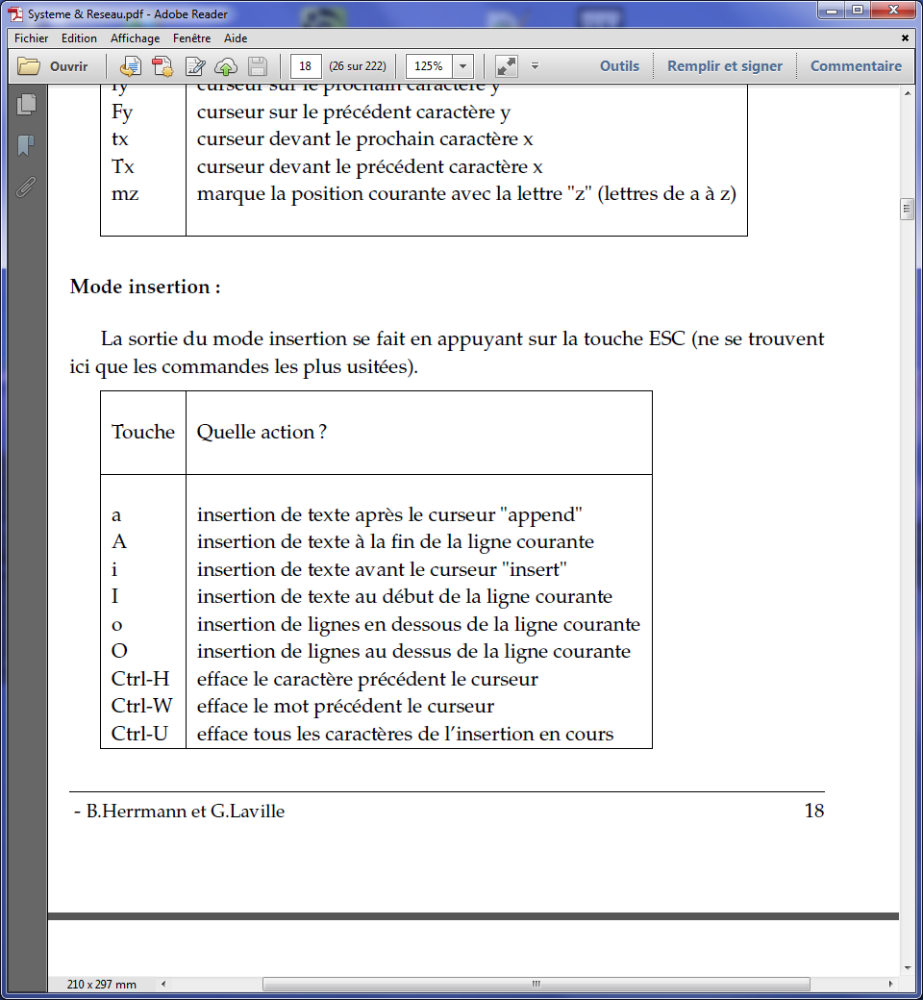 Systeme & Reseau.pdf - Adobe Reader
Fichier Edition Affichage Fenêtre Aide
Ouvrir 18 (26 sur 222) 125% Outils Remplir et signer Commentaire
curseur sur le prochain caractère y
Fy curseur sur le précédent caractère y
tx curseur devant le prochain caractère x
Tx curseur devant le précédent caractère x
mz marque la position courante avec la lettre "z" (lettres de a à z)
Mode insertion :
La sortie du mode insertion se fait en appuyant sur la touche ESC (ne se trouvent
ici que les commandes les plus usitées).
Touche Quelle action ?
a insertion de texte après le curseur "append"
A insertion de texte à la fin de la ligne courante
i insertion de texte avant le curseur "insert"
I insertion de texte au début de la ligne courante
o insertion de lignes en dessous de la ligne courante
O insertion de lignes au dessus de la ligne courante
Ctrl-H efface le caractère précédent le curseur
Ctrl-W efface le mot précédent le curseur
Ctrl-U efface tous les caractères de l'insertion en cours
- B.Herrmann et G.Laville 18
210 x 297 mm